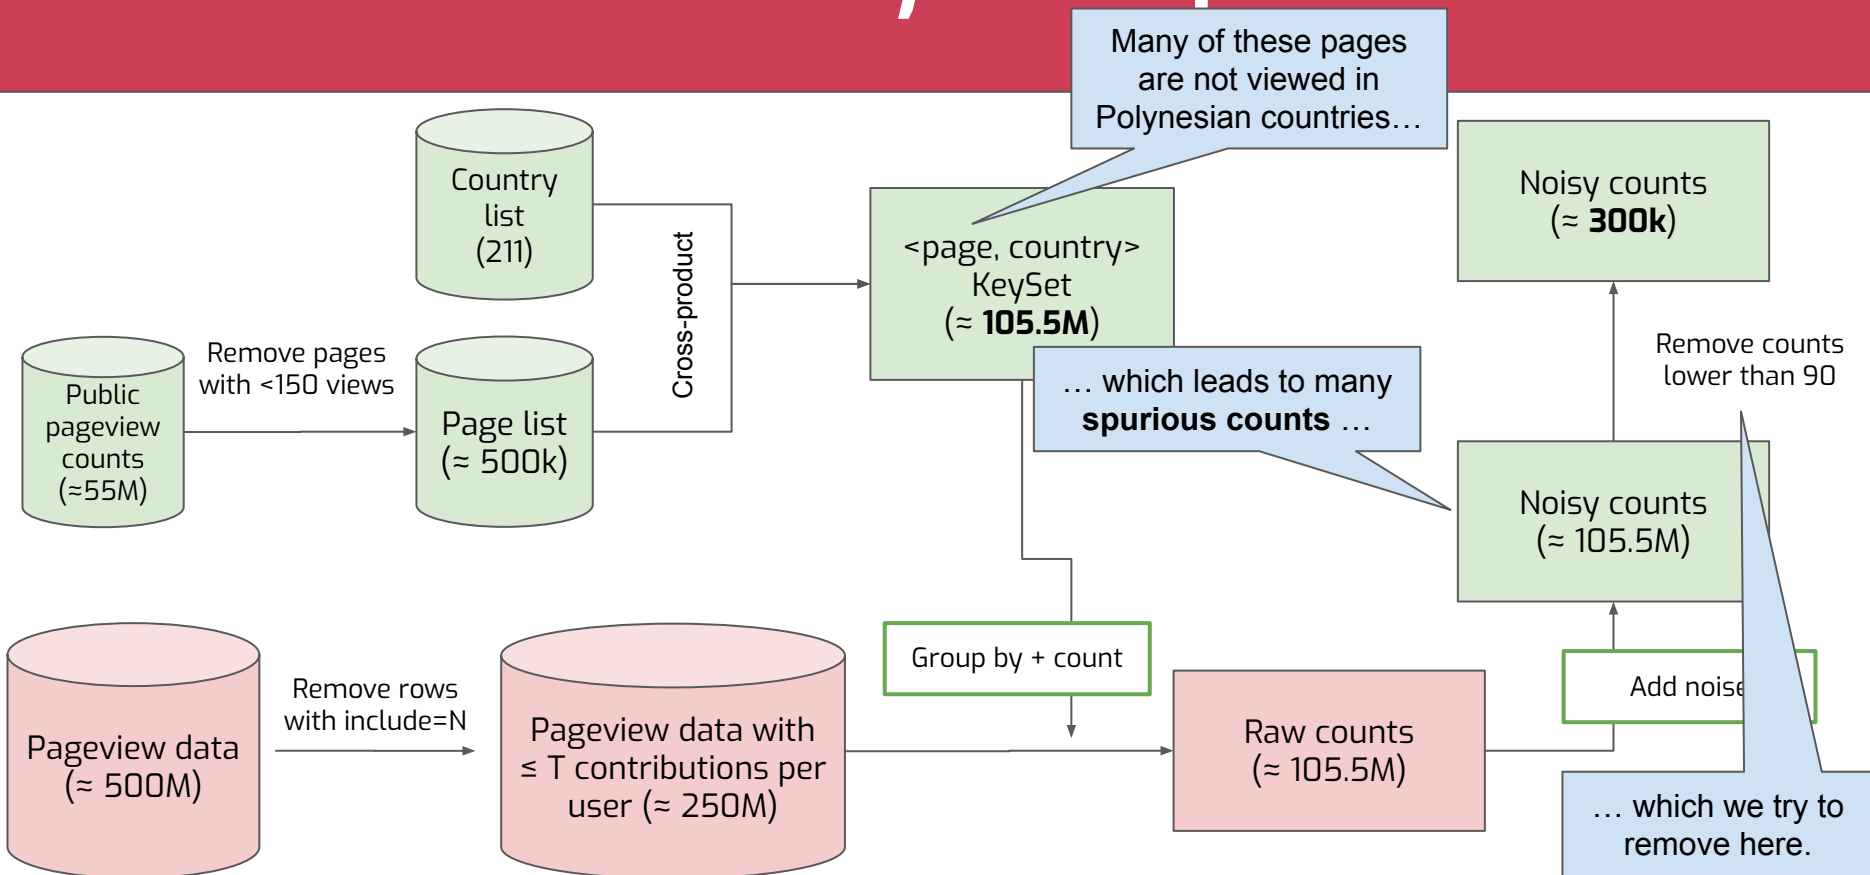 Many of these pages
are not viewed in
Polynesian countries…
Country
list
(211)
Cross-product
<page, country>
KeySet
(≈ 105.5M)
Noisy counts
(≈ 300k)
Public
pageview
counts
(≈55M)
Remove pages
with <150 views
Page list
(≈ 500k)
… which leads to many
spurious counts …
Remove counts
lower than 90
Noisy counts
(≈ 105.5M)
Pageview data
(≈ 500M)
Remove rows
with include=N
Pageview data with
≤ T contributions per
user (≈ 250M)
Group by + count
Raw counts
(≈ 105.5M)
Add noise
… which we try to
remove here.